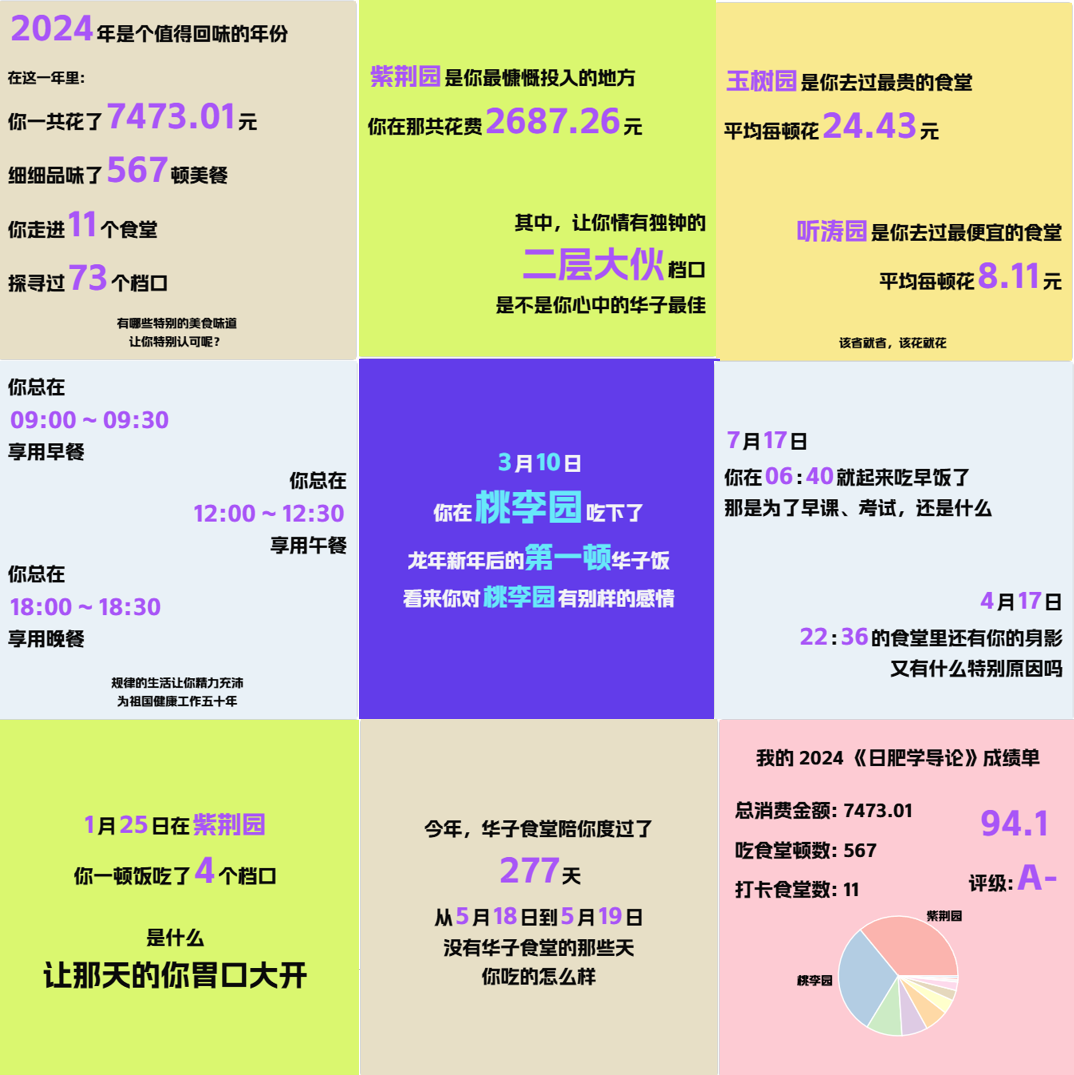 2024年是个值得回味的年份
在这一年里：
你一共花了7473.01元
细细品味了567顿美餐
你走进11个食堂
探寻过73个档口
有哪些特别的美食味道
让你特别认可呢？
紫荆园是你最慷慨投入的地方
你在那共花费2687.26元
其中，让你情有独钟的
二层大伙档口
是不是你心中的华子最佳
玉树园是你去过最贵的食堂
平均每顿花24.43元
听涛园是你去过最便宜的食堂
平均每顿花8.11元
该省就省，该花就花
你总在
09:00 ~ 09:30
享用早餐
你总在
12:00 ~ 12:30
享用午餐
你总在
18:00 ~ 18:30
享用晚餐
规律的生活让你精力充沛
为祖国健康工作五十年
3月10日
你在桃李园吃下了
龙年新年后的第一顿华子饭
看来你对桃李园有别样的感情
7月17日
你在06:40就起来吃早饭了
那是为了早课、考试，还是什么
4月17日
22:36的食堂里还有你的身影
又有什么特别原因吗
1月25日在紫荆园
你一顿饭吃了4个档口
是什么
让那天的你胃口大开
今年，华子食堂陪你度过了
277天
从5月18日到5月19日
没有华子食堂的那些天
你吃的怎么样
我的 2024《日肥学导论》成绩单
总消费金额: 7473.01
94.1
吃食堂顿数: 567
评级: A-
打卡食堂数: 11
紫荆园
桃李园